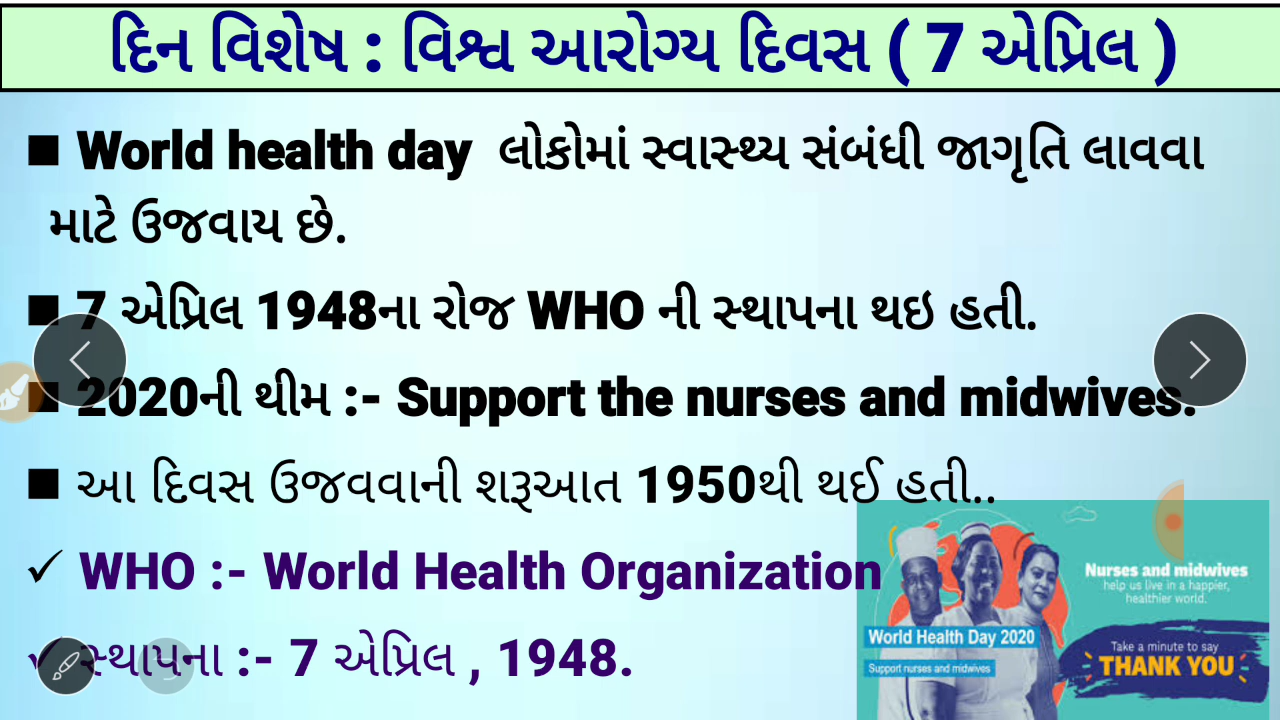 દિન વિશેષ : વિશ્વ આરોગ્ય દિવસ ( 7 એપ્રિલ )
■ World health day લોકોમાં સ્વાસ્થ્ય સંબંધી જાગૃતિ લાવવા
માટે ઉજવાય છે.
■ 7 એપ્રિલ 1948ના રોજ WHO ની સ્થાપના થઇ હતી.
■ 2020ની થીમ :- Support the nurses and midwives.
■ આ દિવસ ઉજવવાની શરૂઆત 1950થી થઈ હતી..
✓ WHO :- World Health Organization
✓ સ્થાપના :- 7 એપ્રિલ , 1948.
Nurses and midwives
help us live in a happier,
healthier world.
World Health Day 2020
Support nurses and midwives
Take a minute to say
THANK YOU